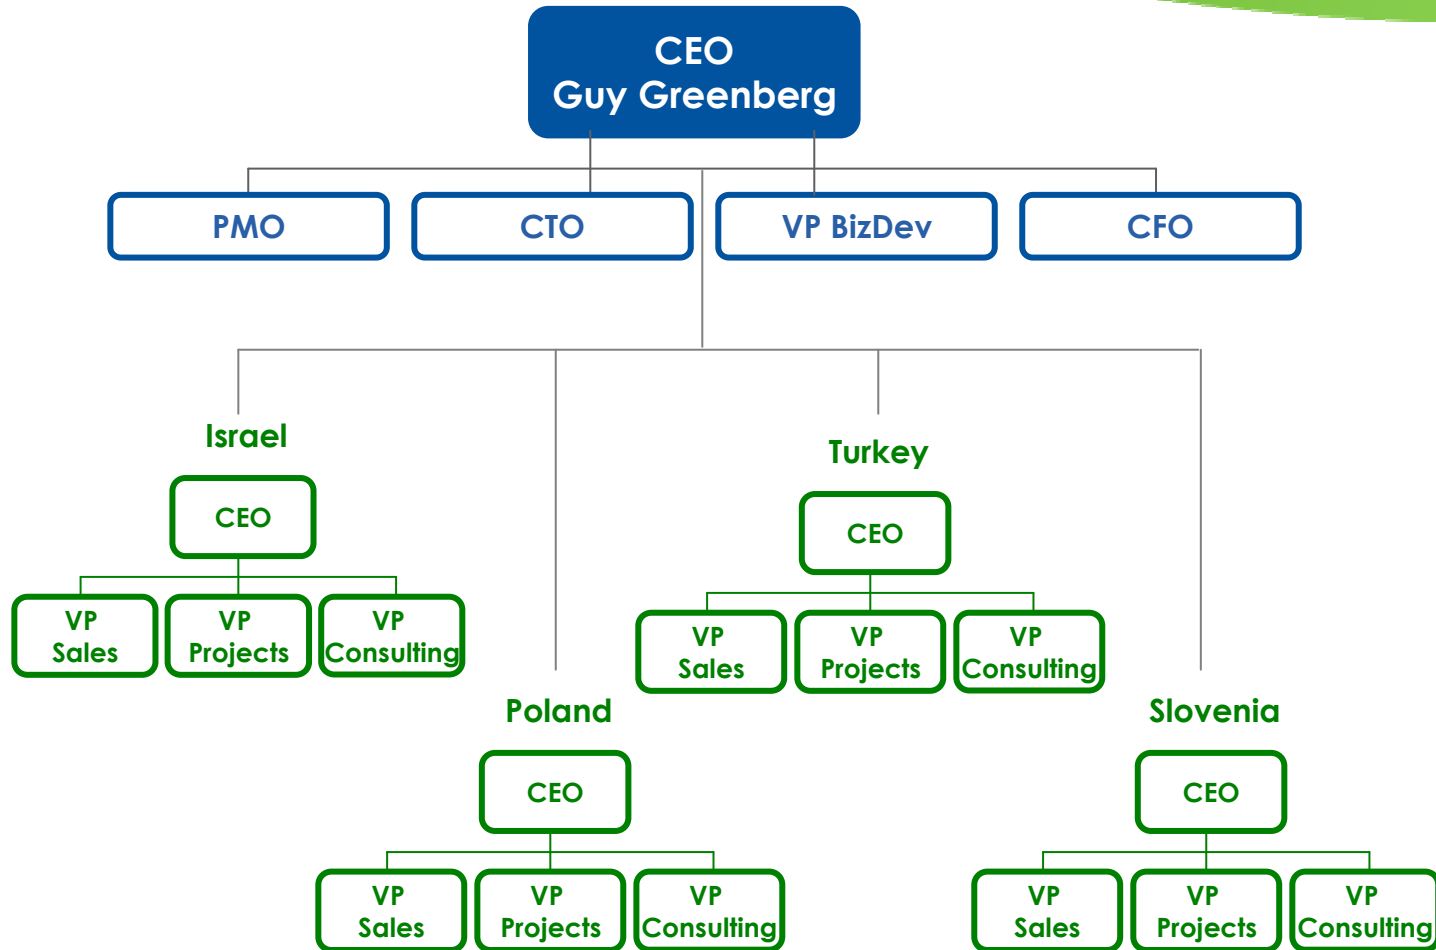 CEO
Guy Greenberg
PMO
CTO
VP BizDev
CFO
Israel
CEO
VP
Sales
VP
Projects
VP
Consulting
Turkey
CEO
VP
Sales
VP
Projects
VP
Consulting
Poland
CEO
VP
Sales
VP
Projects
VP
Consulting
Slovenia
CEO
VP
Sales
VP
Projects
VP
Consulting